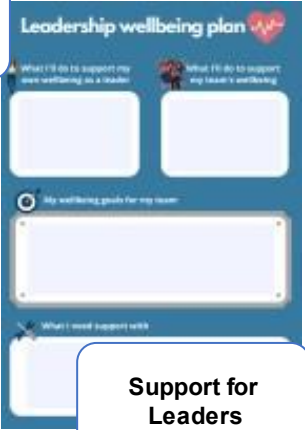 Leadership wellbeing plan
What I'll do to support my
own wellbeing as a leader
What I'll do to support
my team's wellbeing
My wellbeing goals for my team
What I need support with
Support for
Leaders